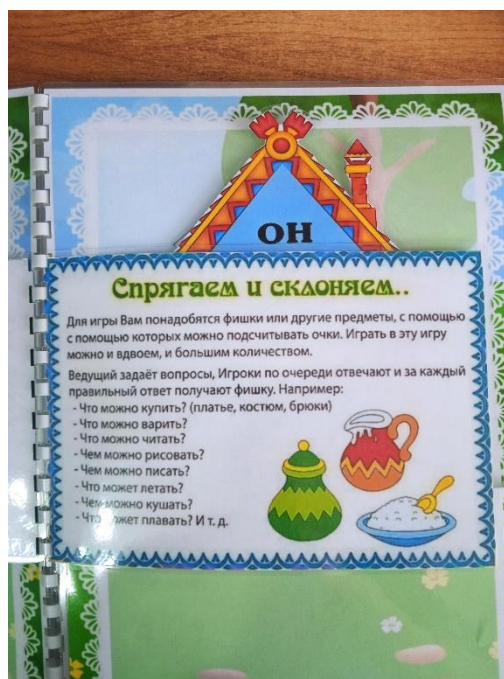 ОН
Спрягаем и склоняем..
Для игры Вам понадобятся фишки или другие предметы, с помощью
с помощью которых можно подсчитывать очки. Играть в эту игру
можно и вдвоем, и большим количеством.
Ведущий задаёт вопросы, Игроки по очереди отвечают и за каждый
правильный ответ получают фишку. Например:
- Что можно купить? (платье, костюм, брюки)
- Что можно варить?
- Что можно читать?
- Чем можно рисовать?
- Чем можно писать?
- Что может летать?
- Чем можно кушать?
- Что может плавать? И т. д.